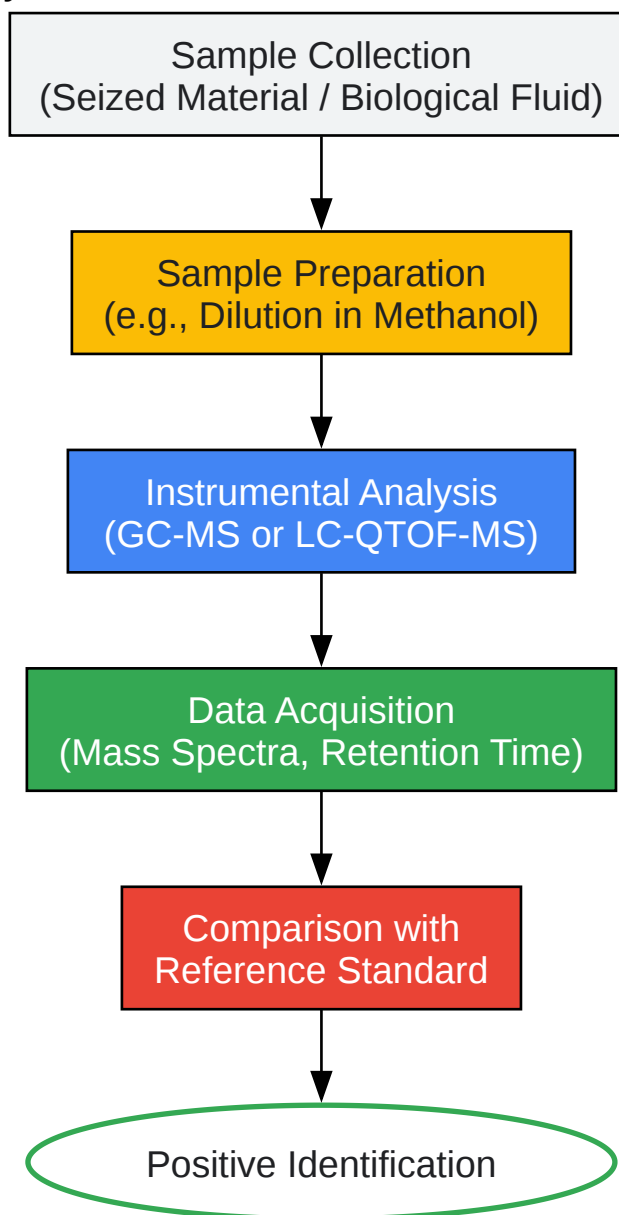 Sample Collection
(Seized Material / Biological Fluid)
Sample Preparation
(e.g., Dilution in Methanol)
Instrumental Analysis
(GC-MS or LC-QTOF-MS)
Data Acquisition
(Mass Spectra, Retention Time)
Comparison with
Reference Standard
Positive Identification